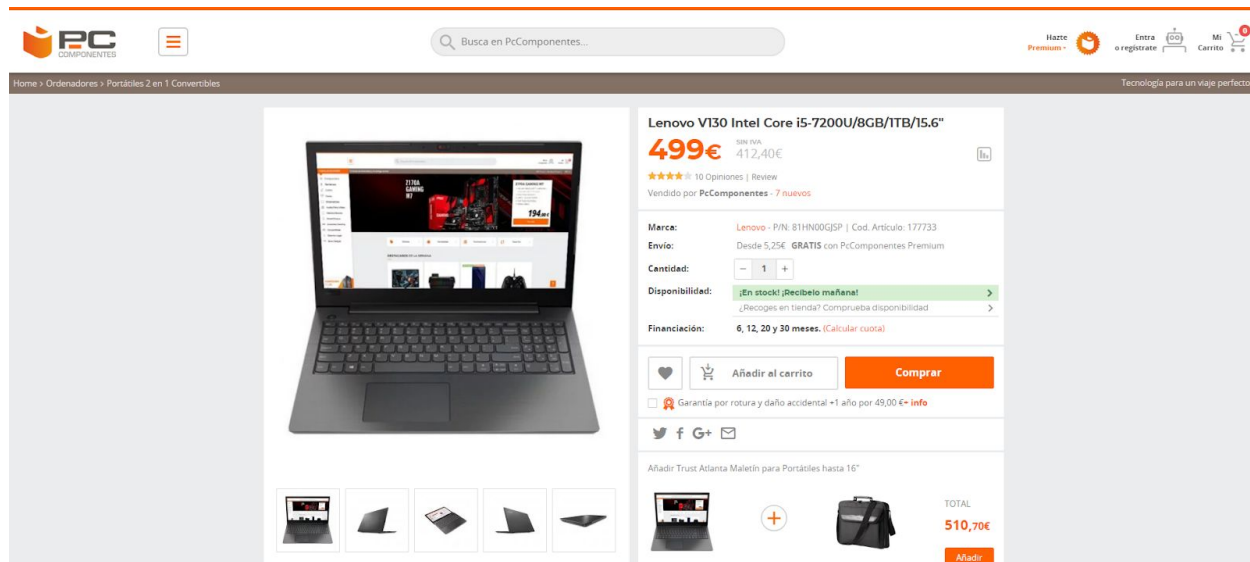 PC
COMPONENTES
Busca en PcComponentes...
Hazte
Premium
Entra
o regístrate
Mi
Carrito
0
Home > Ordenadores > Portátiles 2 en 1 Convertibles
Tecnología para un viaje perfecto
Lenovo V130 Intel Core i5-7200U/8GB/1TB/15.6"
499€
SIN IVA
412,40€
10 Opiniones | Review
Vendido por PcComponentes - 7 nuevos
Marca:
Lenovo - P/N: 81HN00GJSP | Cod. Artículo: 177733
Envío:
Desde 5,25€ GRATIS con PcComponentes Premium
Cantidad:
- 1 +
Disponibilidad:
¡En stock! ¡Recíbelo mañana!
¿Recoges en tienda? Comprueba disponibilidad
Financiación:
6, 12, 20 y 30 meses. (Calcular cuota)
Añadir al carrito
Comprar
Garantía por rotura y daño accidental +1 año por 49,00 €+ info
G+
Añadir Trust Atlanta Maletín para Portátiles hasta 16"
+
TOTAL
510,70€
Añadir
Z170A
GAMING
M7
194